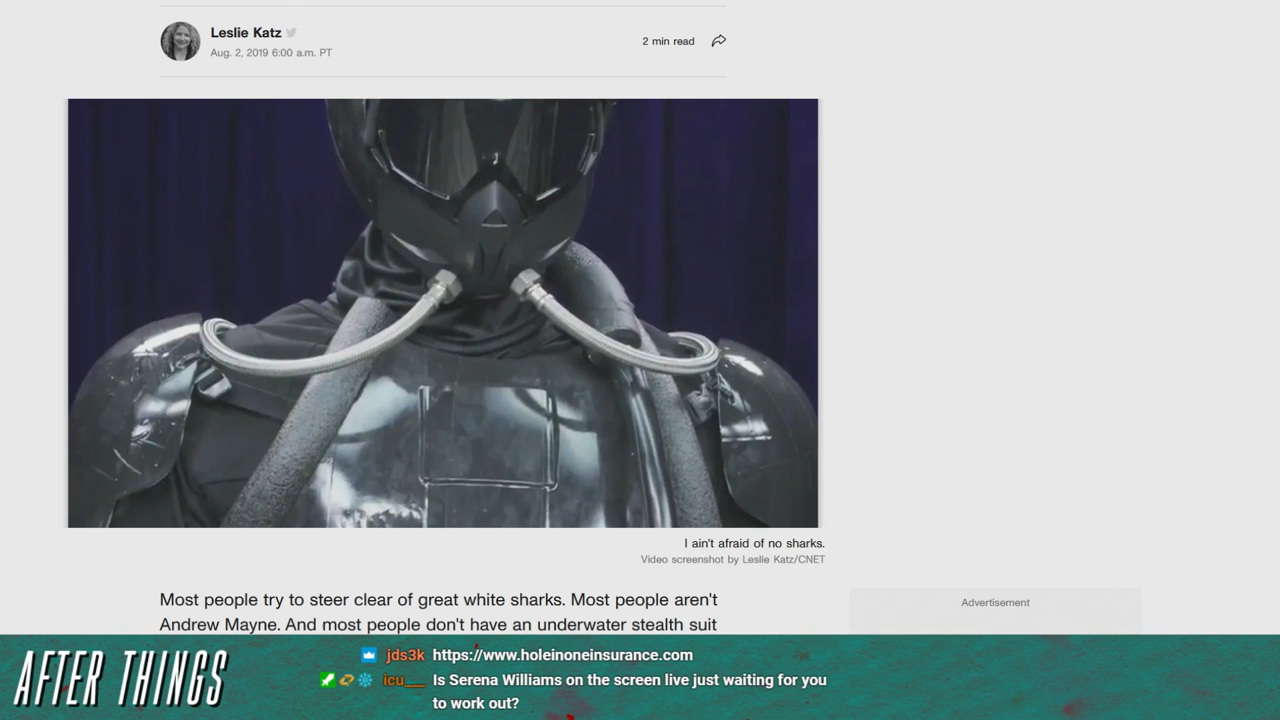 Leslie Katz
Aug. 2, 2019 6:00 a.m. PT
2 min read
I ain't afraid of no sharks.
Video screenshot by Leslie Katz/CNET
Most people try to steer clear of great white sharks. Most people aren't
Andrew Mayne. And most people don't have an underwater stealth suit
Advertisement
AFTER THINGS
jds3k https://www.holeinoneinsurance.com
icu__ Is Serena Williams on the screen live just waiting for you
to work out?